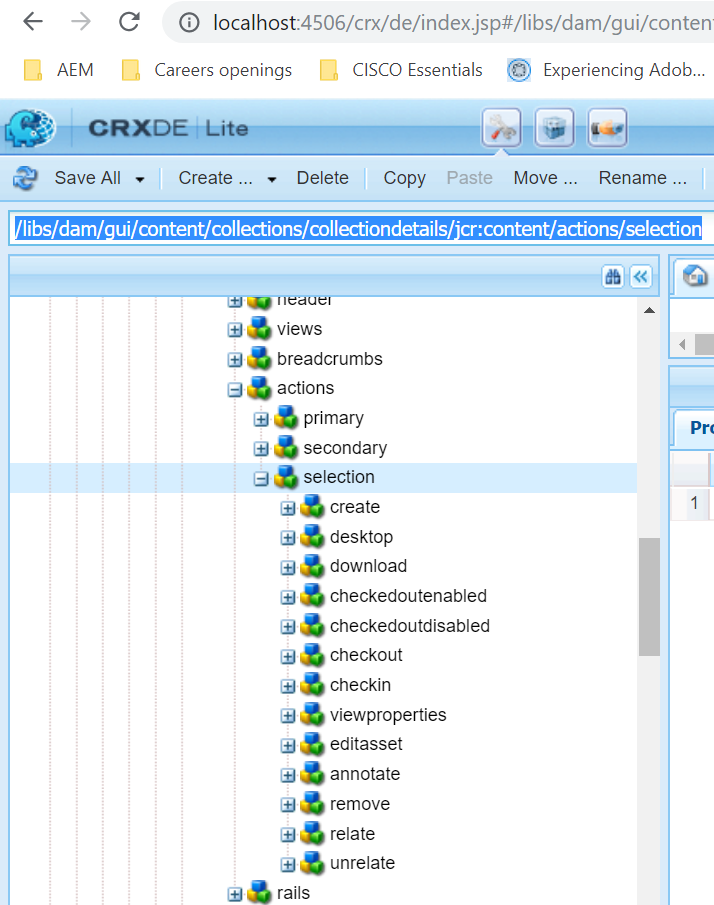 localhost:4506/crx/de/index.jsp#/libs/dam/gui/conten
AEM Careers openings CISCO Essentials Experiencing Adob...
CRXDE Lite
Save All Create ... Delete Copy Paste Move ... Rename ...
/libs/dam/gui/content/collections/collectiondetails/jcr:content/actions/selection
header
views
breadcrumbs
actions
primary
secondary
selection
create
desktop
download
checkedoutenabled
checkedoutdisabled
checkout
checkin
viewproperties
editasset
annotate
remove
relate
unrelate
rails
Pro
1